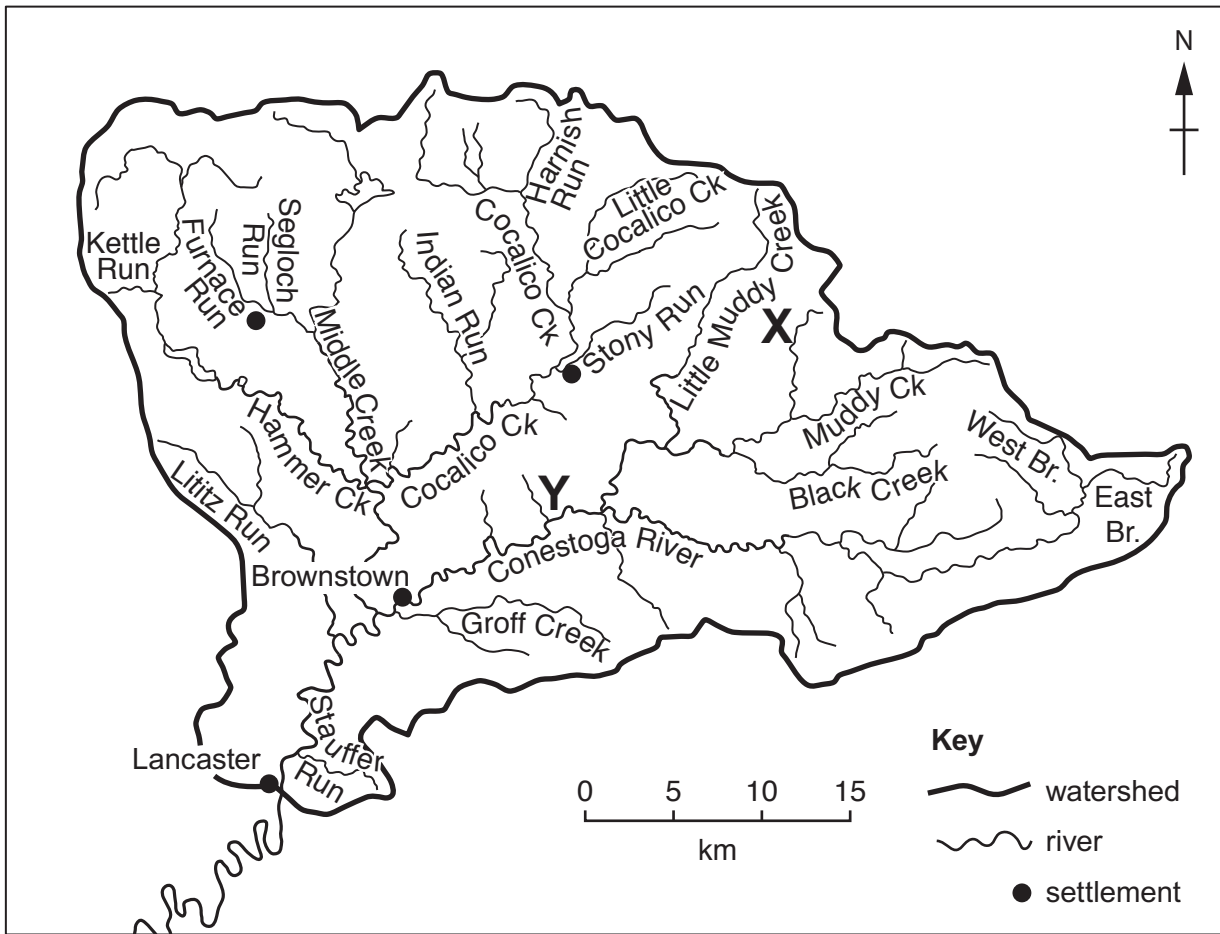 N
Harnish
Run
Little
Cocalico Ck
Segloch
Run
Furnace
Run
Kettle
Run
Cocalico
Ck
Indian Run
Little Muddy Creek
X
Stony Run
Middle Creek
Muddy Ck
West Br.
Hammer Ck
Cocalico Ck
Lititz Run
Y
Black Creek
East
Br.
Conestoga River
Brownstown
Groff Creek
Stauffer
Run
Lancaster
Key
watershed
river
settlement
0 5 10 15
km